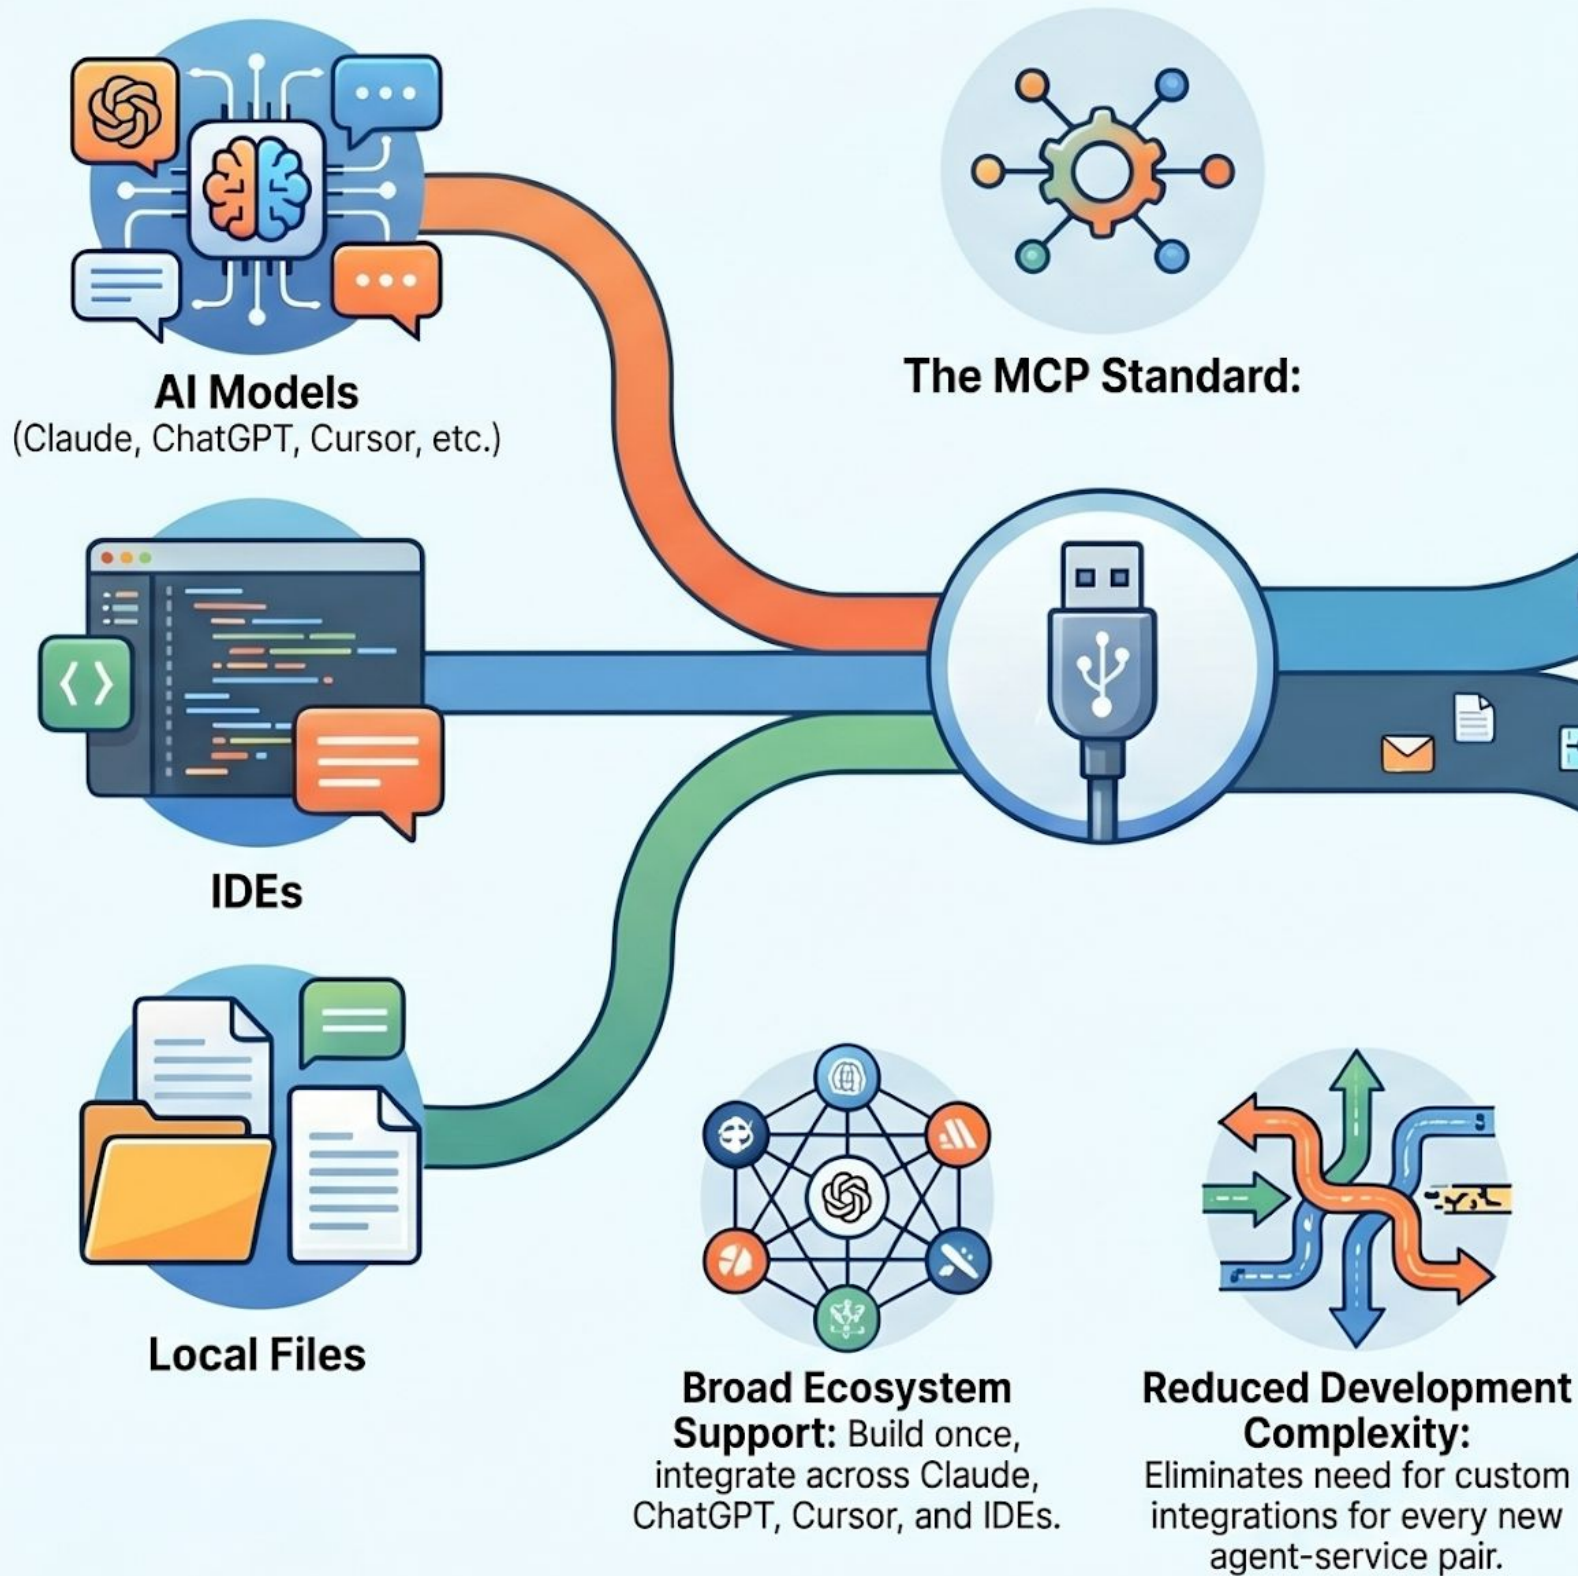 AI Models
(Claude, ChatGPT, Cursor, etc.)
The MCP Standard:
IDEs
Local Files
Broad Ecosystem
Support: Build once,
integrate across Claude,
ChatGPT, Cursor, and IDEs.
Reduced Development
Complexity:
Eliminates need for custom
integrations for every new
agent-service pair.